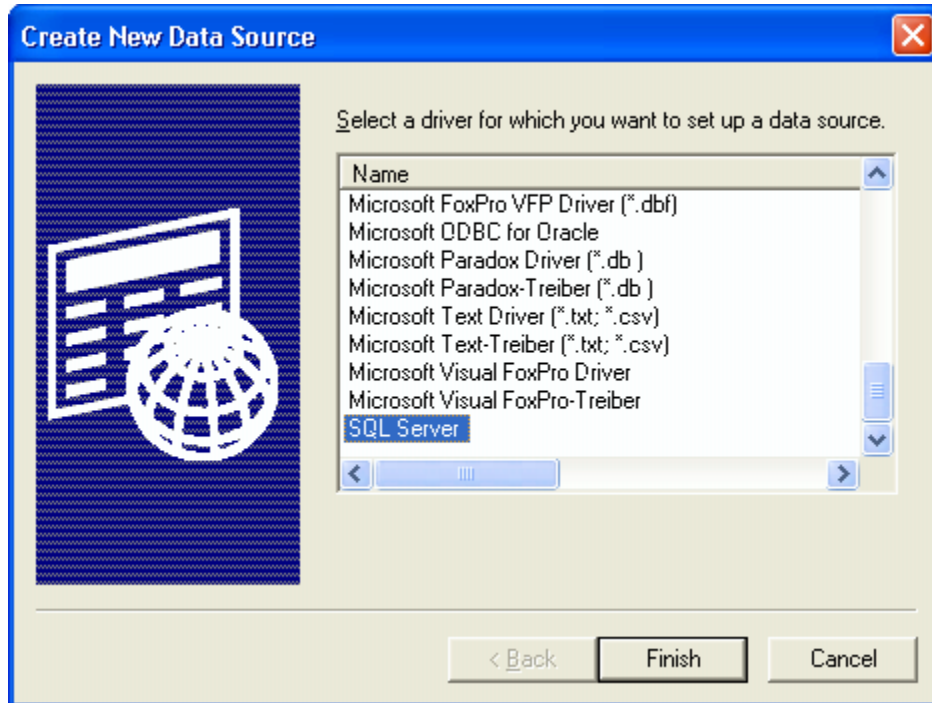 Create New Data Source
Select a driver for which you want to set up a data source.
Name
Microsoft FoxPro VFP Driver (*.dbf)
Microsoft ODBC for Oracle
Microsoft Paradox Driver (*.db )
Microsoft Paradox-Treiber (*.db )
Microsoft Text Driver (*.txt; *.csv)
Microsoft Text-Treiber (*.txt; *.csv)
Microsoft Visual FoxPro Driver
Microsoft Visual FoxPro-Treiber
SQL Server
< Back
Finish
Cancel